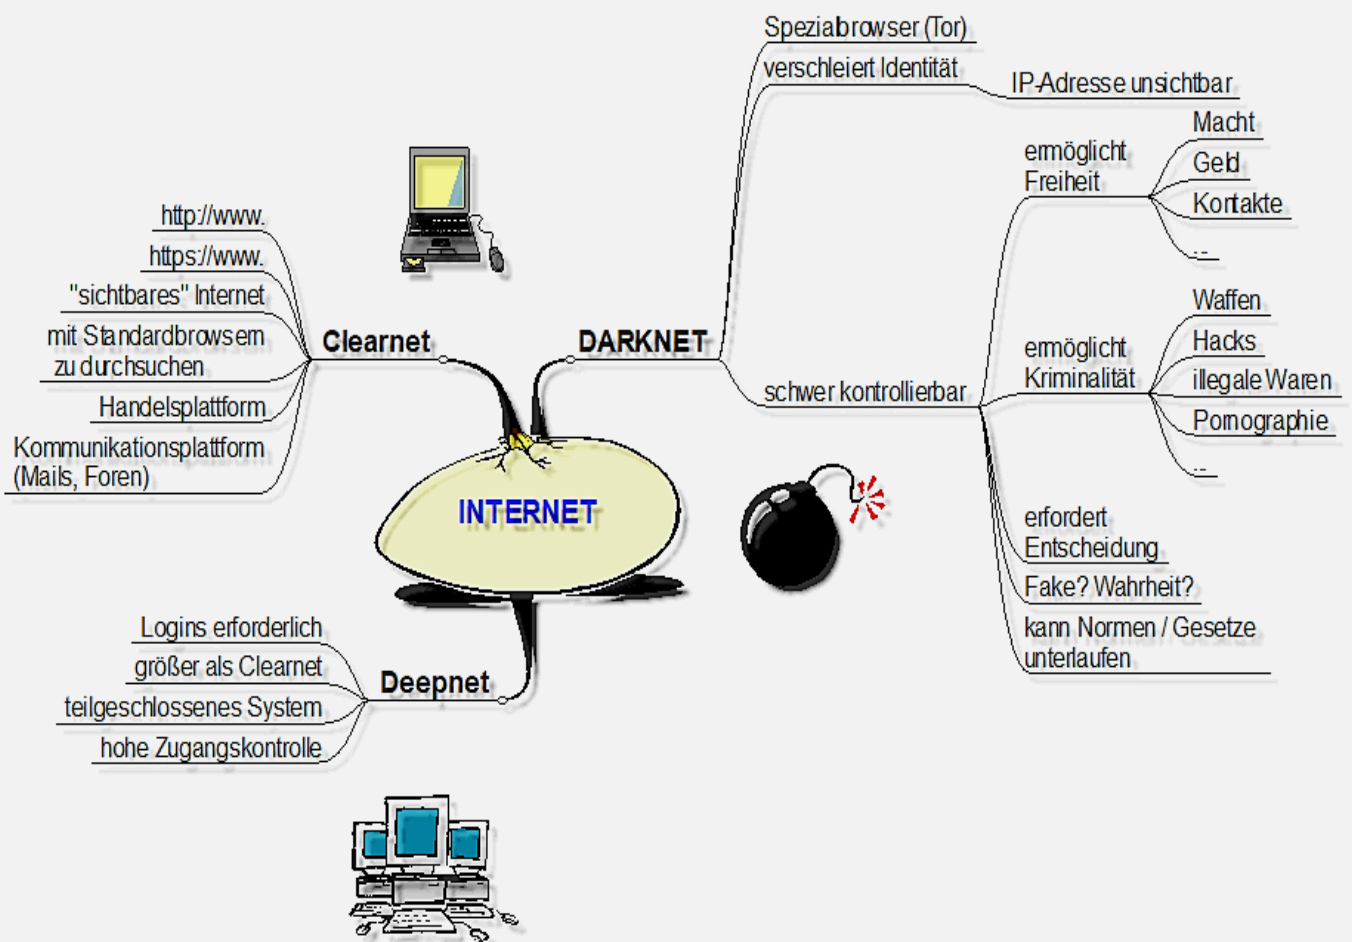 Spezialbrowser (Tor)
verschleiert Identität
IP-Adresse unsichtbar
Macht
ermöglicht
Freiheit
Geld
Kontakte
...
http://www.
https://www.
"sichtbares" Internet
mit Standardbrowsern
zu durchsuchen
Handelsplattform
Kommunikationsplattform
(Mails, Foren)
Clearnet
DARKNET
schwer kontrollierbar
Waffen
ermöglicht
Kriminalität
Hacks
illegale Waren
Pornographie
...
INTERNET
erfordert
Entscheidung
Fake? Wahrheit?
kann Normen / Gesetze
unterlaufen
Logins erforderlich
größer als Clearnet
teilgeschlossenes System
hohe Zugangskontrolle
Deepnet